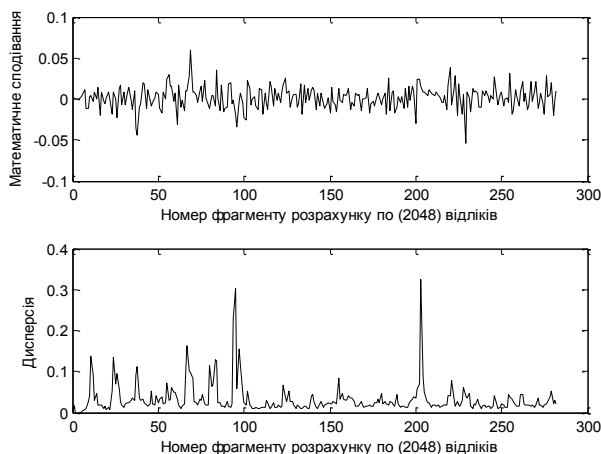 Математичне сподівання
0.1
0.05
0
-0.05
-0.1
0 50 100 150 200 250 300
Номер фрагменту розрахунку по (2048) відліків
Дисперсія
0.4
0.3
0.2
0.1
0
0 50 100 150 200 250 300
Номер фрагменту розрахунку по (2048) відліків